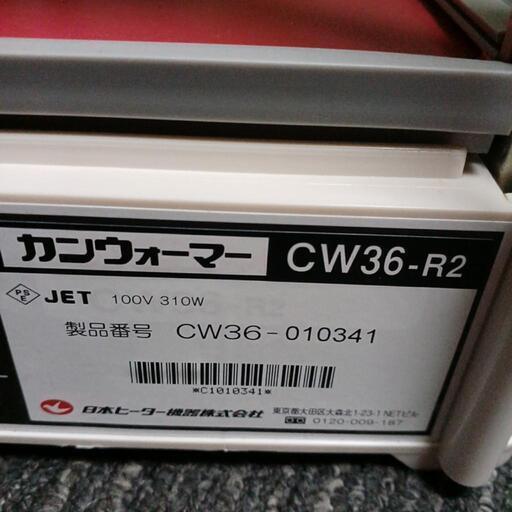 カンウォーマー CW36-R2
PSE JET 100V 310W
製品番号 CW36-010341
*C1010341*
日本ヒーター機器株式会社
東京都大田区大森北1-23-1 NETビル
0120-009-187